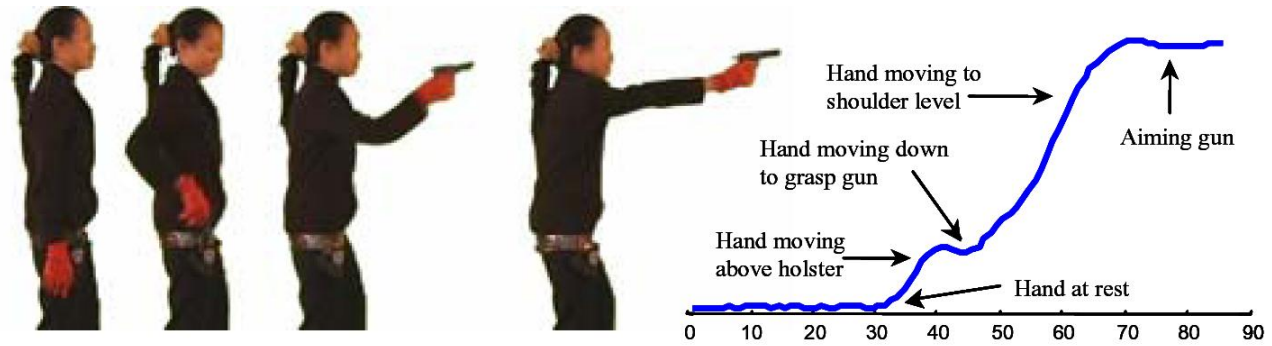 Hand moving to
shoulder level
Aiming gun
Hand moving down
to grasp gun
Hand moving
above holster
Hand at rest
0 10 20 30 40 50 60 70 80 90